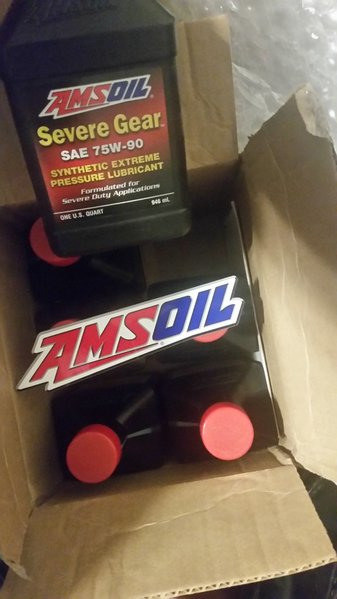 AMSOIL
Severe Gear
SAE 75W-90
SYNTHETIC EXTREME
PRESSURE LUBRICANT
Formulated for
Severe Duty Applications
ONE U.S. QUART 946 mL
AMSOIL